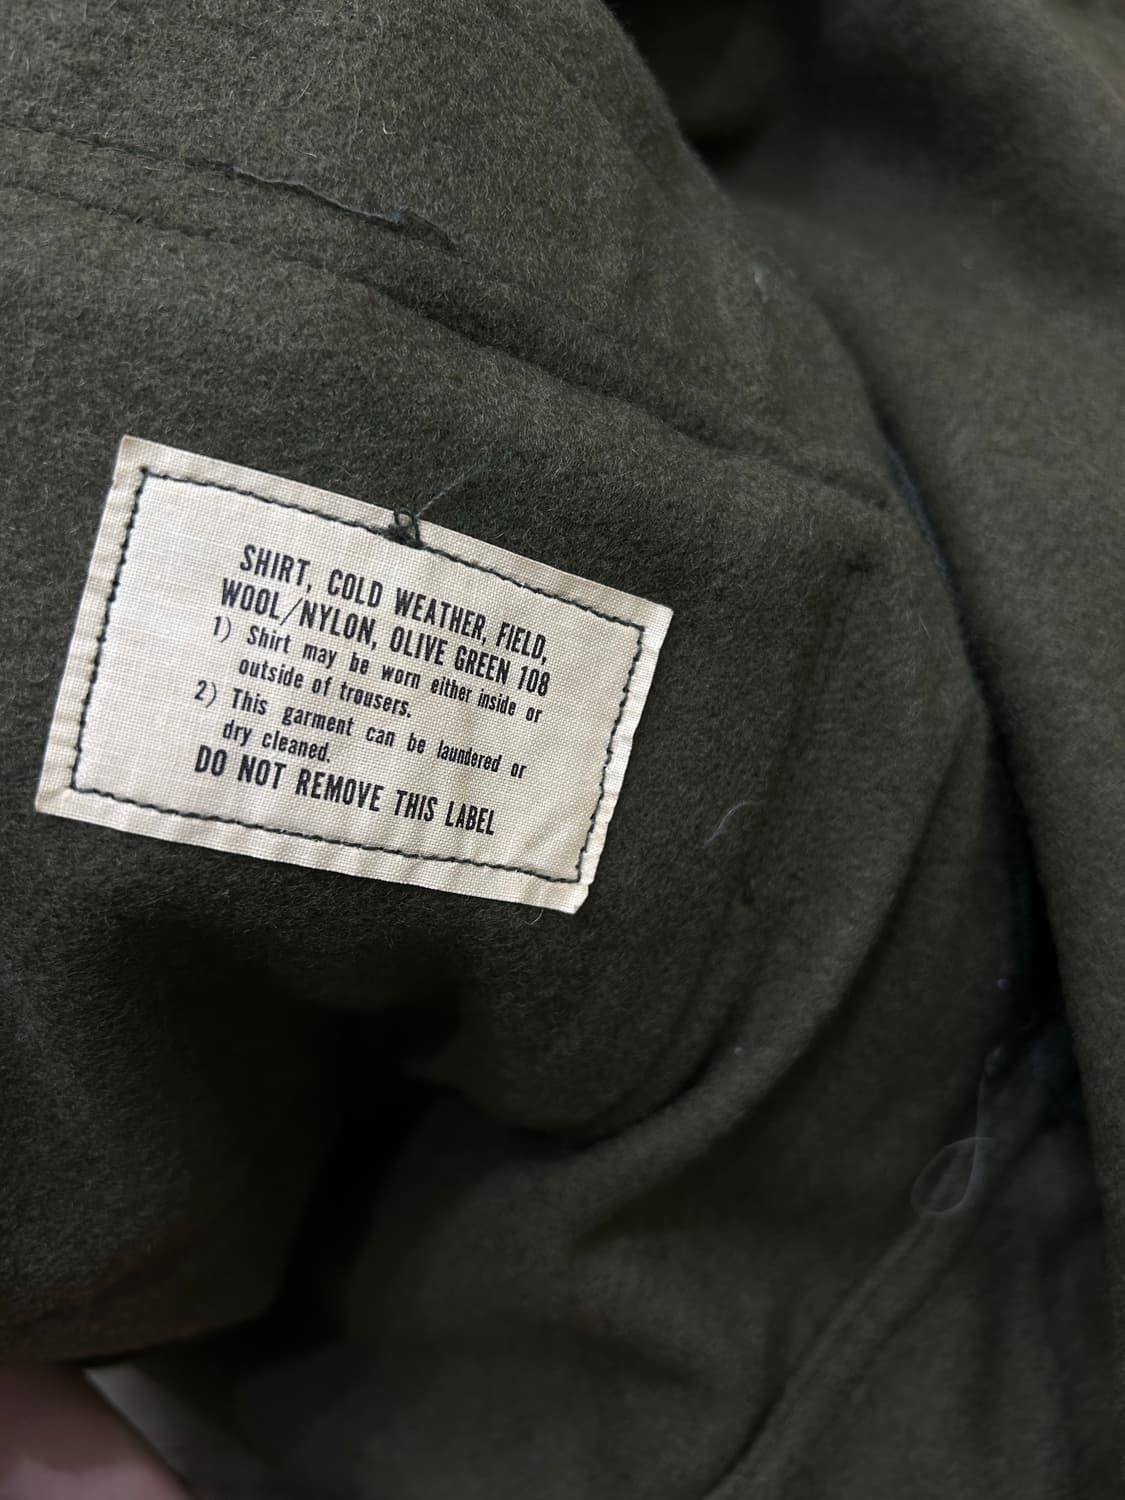 SHIRT, COLD WEATHER, FIELD,
WOOL/NYLON, OLIVE GREEN 108
1) Shirt may be worn either inside or
outside of trousers.
2) This garment can be laundered or
dry cleaned.
DO NOT REMOVE THIS LABEL